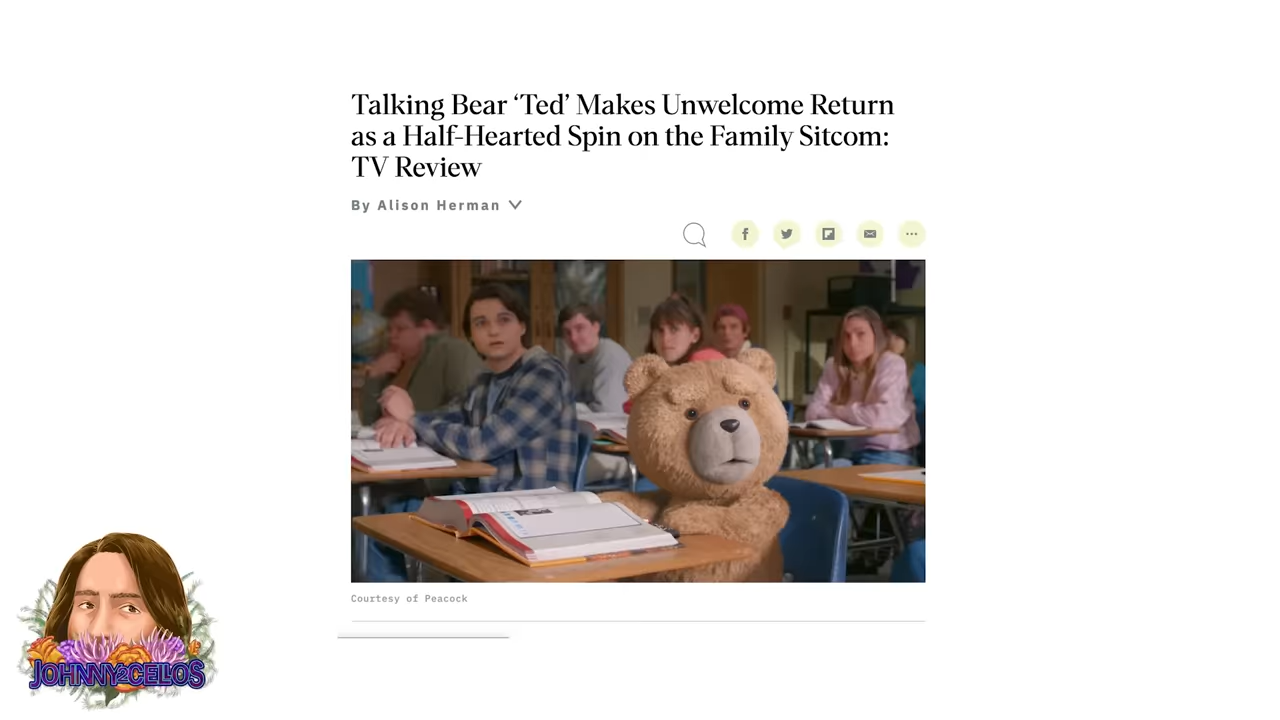 Talking Bear ‘Ted’ Makes Unwelcome Return
as a Half-Hearted Spin on the Family Sitcom:
TV Review
By Alison Herman
Courtesy of Peacock
JOHNNY2CELLOS